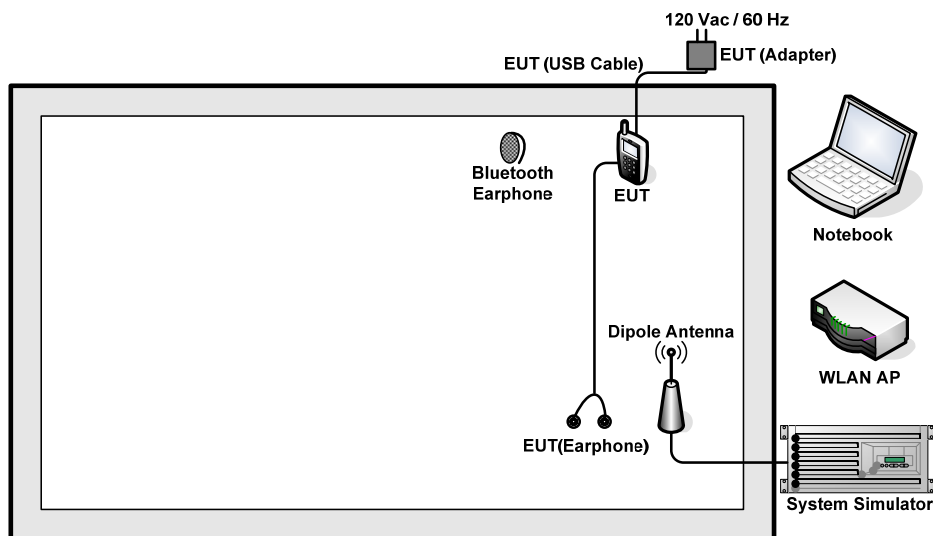 120 Vac / 60 Hz
EUT (USB Cable)
EUT (Adapter)
Bluetooth
Earphone
EUT
Notebook
Dipole Antenna
WLAN AP
EUT(Earphone)
System Simulator